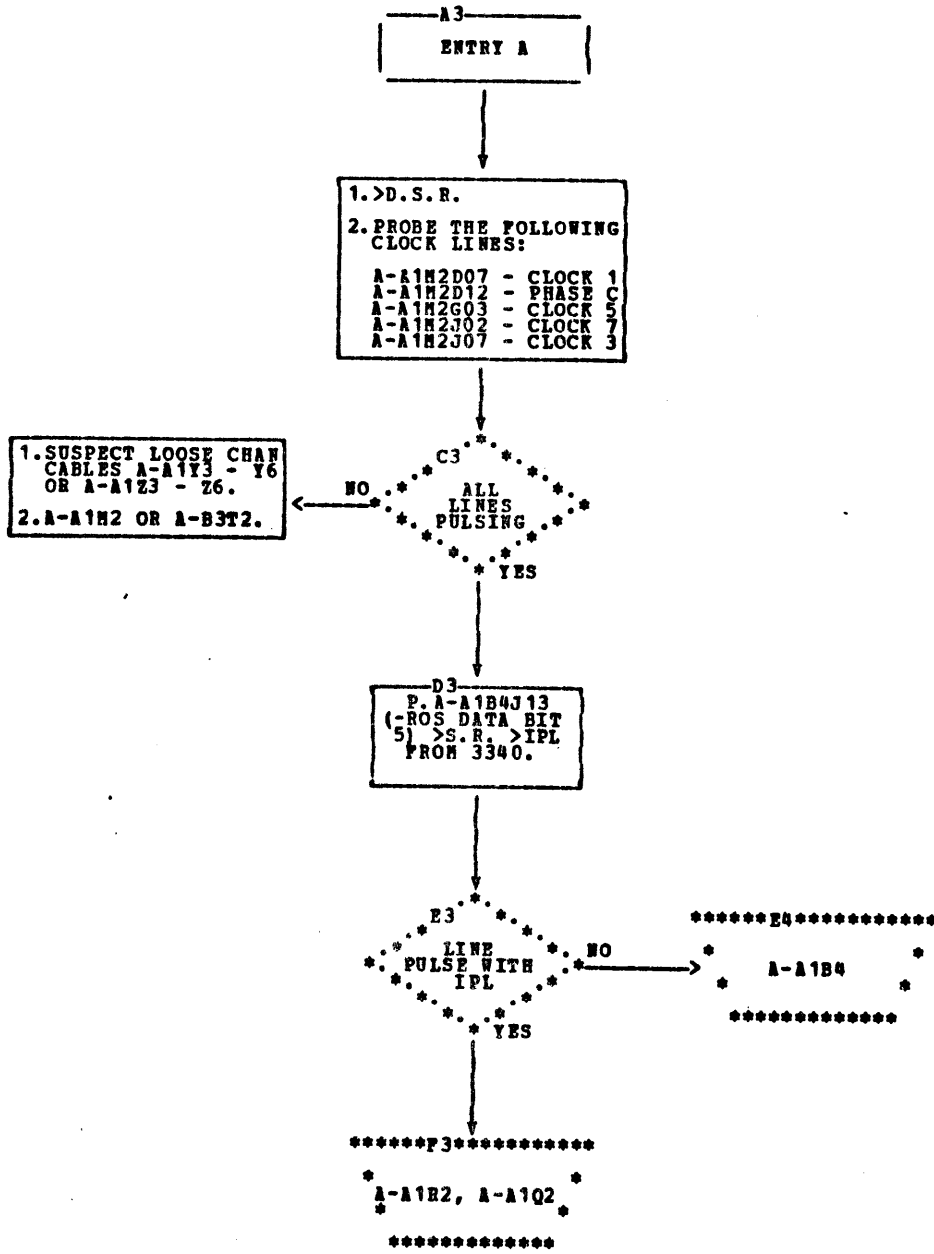 A3
ENTRY A
1.>D.S.R.
2.PROBE THE FOLLOWING
CLOCK LINES:
A-A1M2D07 - CLOCK 1
A-A1M2D12 - PHASE C
A-A1M2G03 - CLOCK 5
A-A1M2J02 - CLOCK 7
A-A1M2J07 - CLOCK 3
C3
ALL
LINES
PULSING
NO
1.SUSPECT LOOSE CHAN
CABLES A-A1Y3 - Y6
OR A-A1Z3 - Z6.
2.A-A1M2 OR A-B3T2.
YES
D3
P.A-A1B4J13
(-ROS DATA BIT
5) >S.R. >IPL
FROM 3340.
E3
LINE
PULSE WITH
IPL
NO
E4
A-A1B4
YES
F3
A-A1R2, A-A1Q2